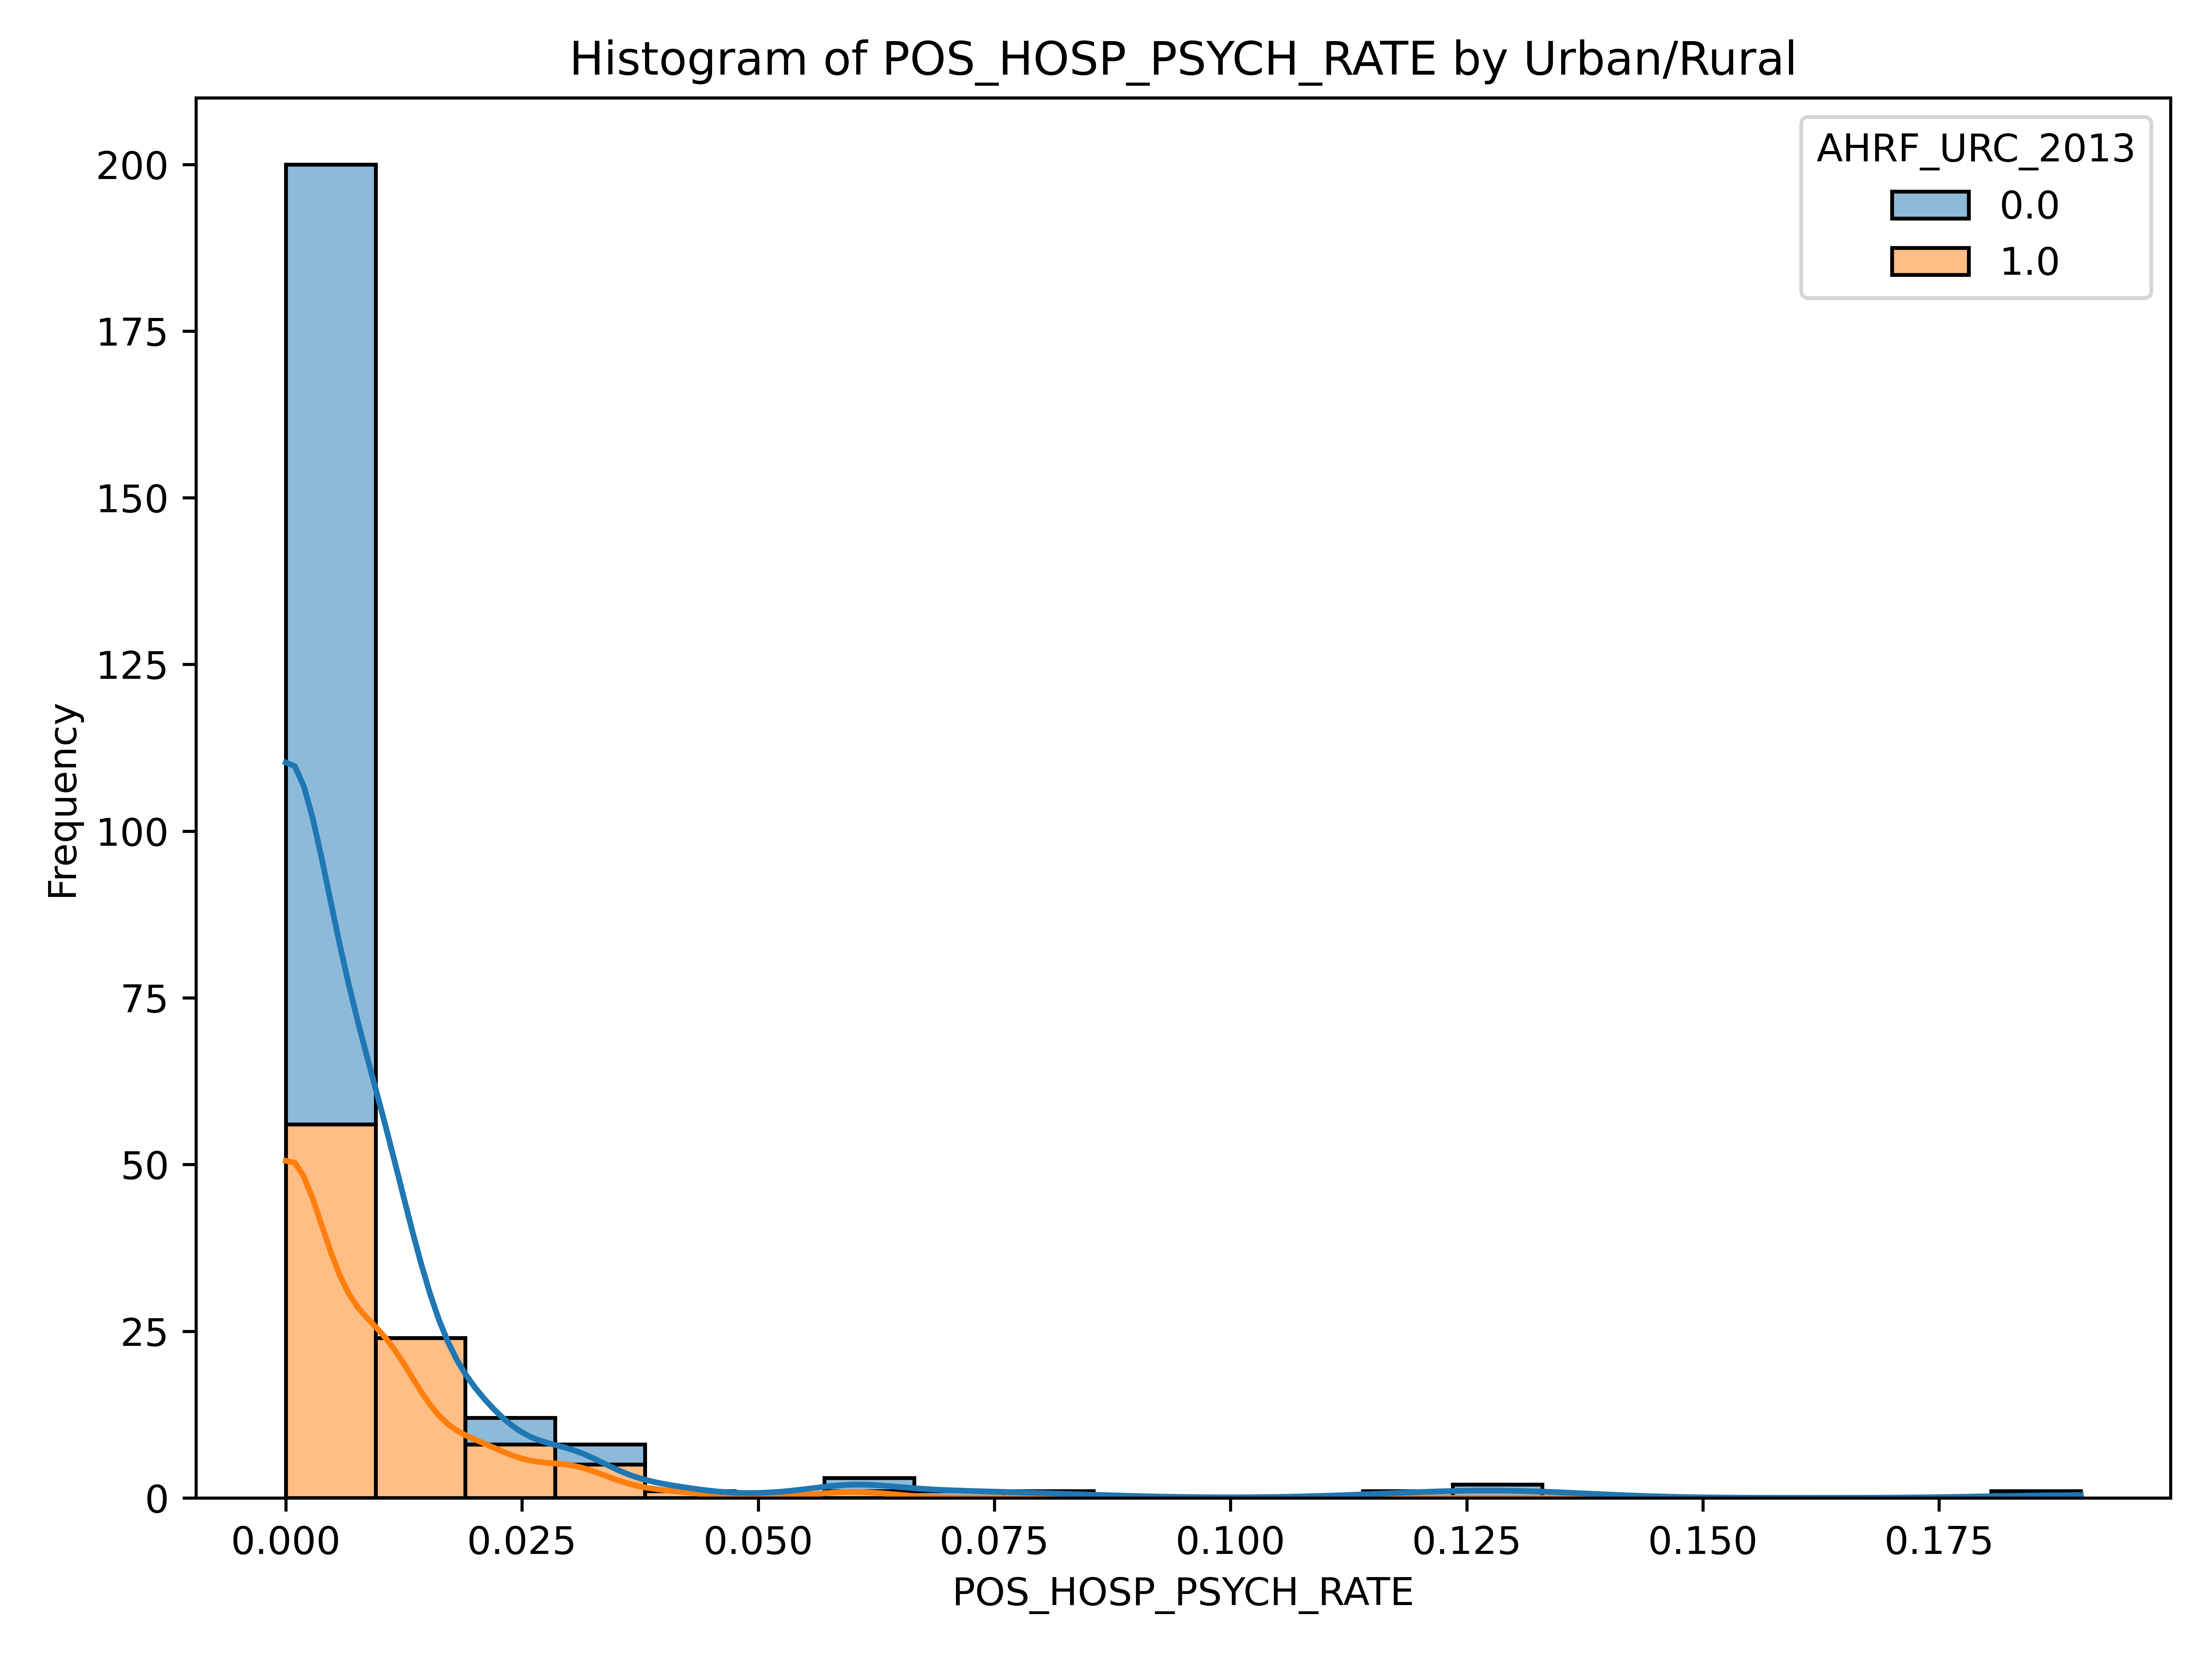 Histogram of POS_HOSP_PSYCH_RATE by Urban/Rural
AHRF_URC_2013
0.0
1.0
200
175
150
125
100
75
50
25
0
Frequency
0.000 0.025 0.050 0.075 0.100 0.125 0.150 0.175
POS_HOSP_PSYCH_RATE